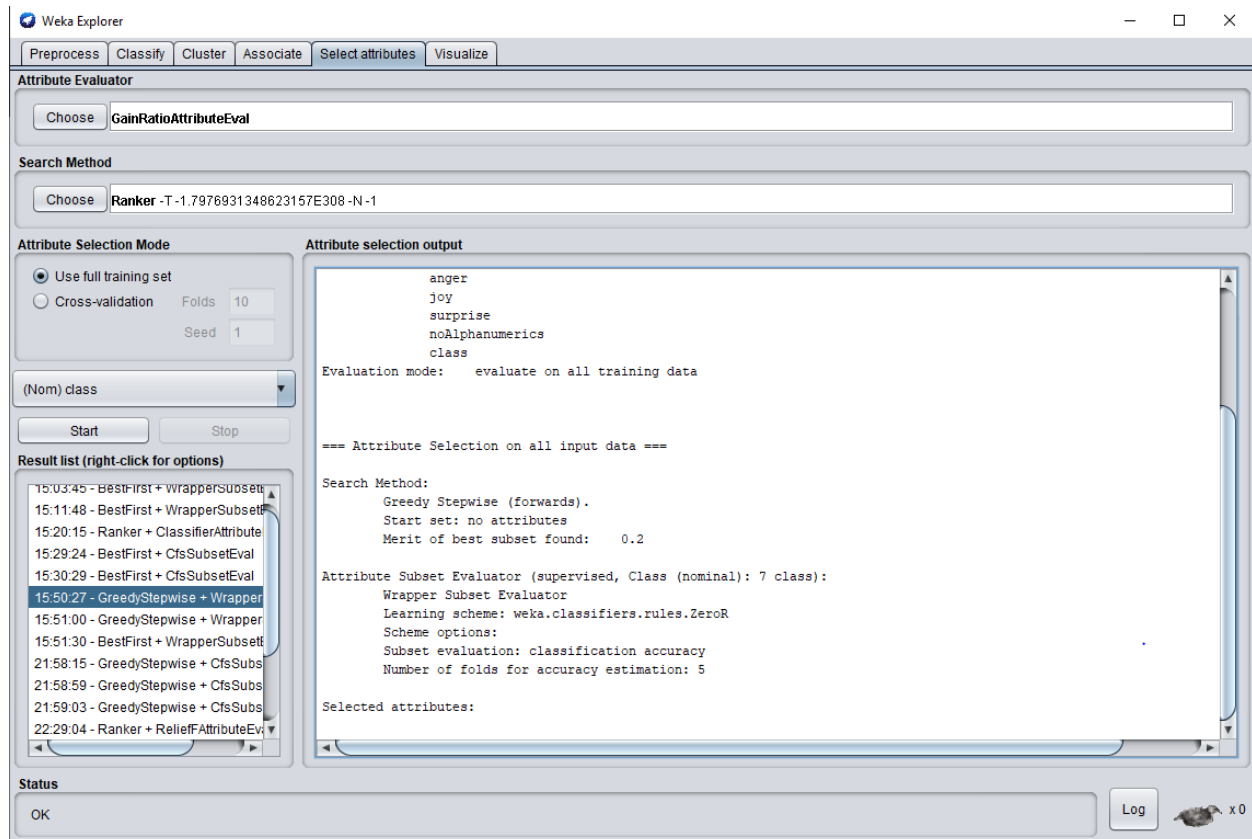 Weka Explorer
Preprocess Classify Cluster Associate Select attributes Visualize
Attribute Evaluator
Choose GainRatioAttributeEval
Search Method
Choose Ranker -T -1.7976931348623157E308 -N -1
Attribute Selection Mode
Use full training set
Cross-validation Folds 10
Seed 1
(Nom) class
Start Stop
Result list (right-click for options)
15:03:45 - BestFirst + WrapperSubsetE
15:11:48 - BestFirst + WrapperSubsetE
15:20:15 - Ranker + ClassifierAttribute
15:29:24 - BestFirst + CfsSubsetEval
15:30:29 - BestFirst + CfsSubsetEval
15:50:27 - GreedyStepwise + Wrapper
15:51:00 - GreedyStepwise + Wrapper
15:51:30 - BestFirst + WrapperSubsetE
21:58:15 - GreedyStepwise + CfsSubs
21:58:59 - GreedyStepwise + CfsSubs
21:59:03 - GreedyStepwise + CfsSubs
22:29:04 - Ranker + ReliefFAttributeEv
Attribute selection output
anger
joy
surprise
noAlphanumerics
class
Evaluation mode: evaluate on all training data
=== Attribute Selection on all input data ===
Search Method:
Greedy Stepwise (forwards).
Start set: no attributes
Merit of best subset found: 0.2
Attribute Subset Evaluator (supervised, Class (nominal): 7 class):
Wrapper Subset Evaluator
Learning scheme: weka.classifiers.rules.ZeroR
Scheme options:
Subset evaluation: classification accuracy
Number of folds for accuracy estimation: 5
Selected attributes:
Status
OK
Log x 0